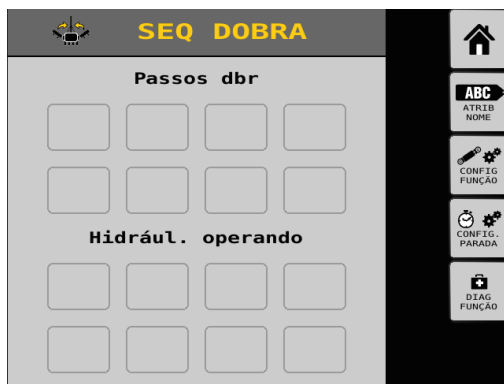 SEQ DOBRA
Passos dbr
Hidrául. operando
ABC
ATRIB
NOME
CONFIG
FUNÇÃO
CONFIG.
PARADA
DIAG
FUNÇÃO